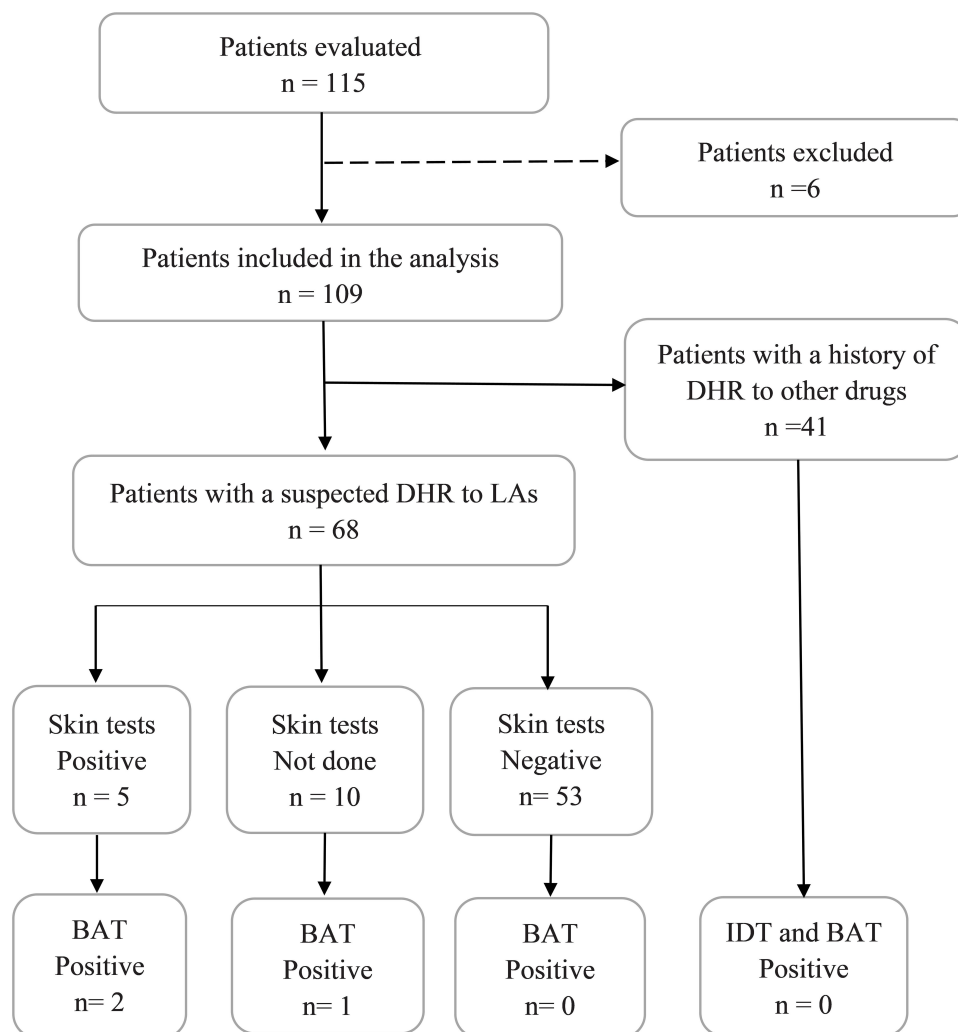 Patients evaluated
n = 115
Patients excluded
n =6
Patients included in the analysis
n = 109
Patients with a history of
DHR to other drugs
n =41
Patients with a suspected DHR to LAs
n = 68
Skin tests
Positive
n = 5
Skin tests
Not done
n = 10
Skin tests
Negative
n= 53
BAT
Positive
n= 2
BAT
Positive
n= 1
BAT
Positive
n= 0
IDT and BAT
Positive
n = 0